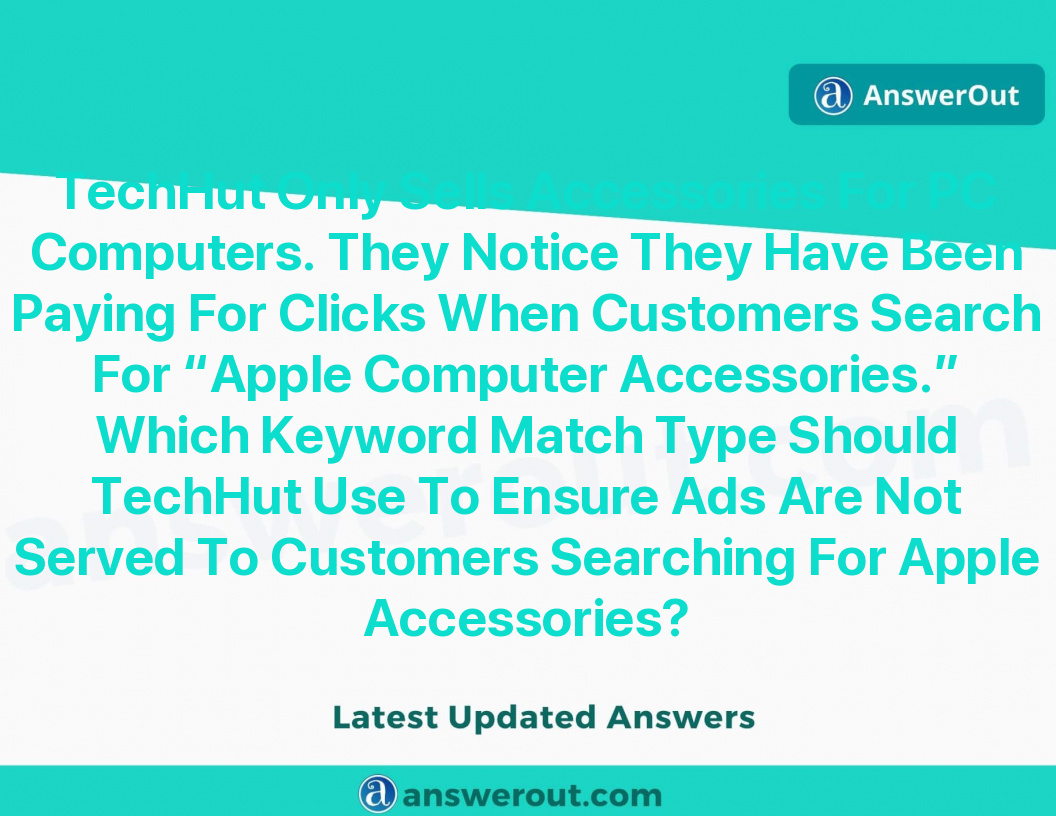 AnswerOut
TechHut Only Sells Accessories For PC
Computers. They Notice They Have Been
Paying For Clicks When Customers Search
For “Apple Computer Accessories.”
Which Keyword Match Type Should
TechHut Use To Ensure Ads Are Not
Served To Customers Searching For Apple
Accessories?
answerout.com
Latest Updated Answers
answerout.com